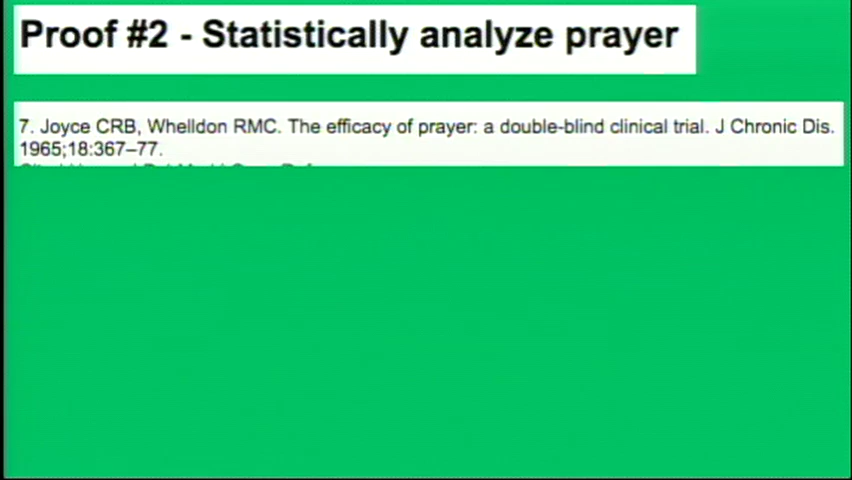 Proof #2 - Statistically analyze prayer
7. Joyce CRB, Whelldon RMC. The efficacy of prayer: a double-blind clinical trial. J Chronic Dis.
1965;18:367–77.